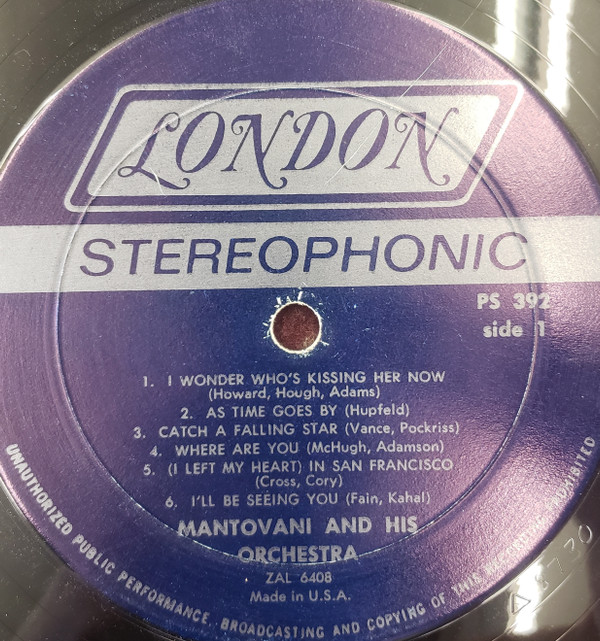 LONDON
STEREOPHONIC
PS 392
side 1
1. I WONDER WHO'S KISSING HER NOW
(Howard, Hough, Adams)
2. AS TIME GOES BY (Hupfeld)
3. CATCH A FALLING STAR (Vance, Pockriss)
4. WHERE ARE YOU (McHugh, Adamson)
5. (I LEFT MY HEART) IN SAN FRANCISCO
(Cross, Cory)
6. I'LL BE SEEING YOU (Fain, Kahal)
MANTOVANI AND HIS
ORCHESTRA
ZAL 6408
Made in U.S.A.
UNAUTHORIZED PUBLIC PERFORMANCE, BROADCASTING AND COPYING OF THIS RECORDING PROHIBITED